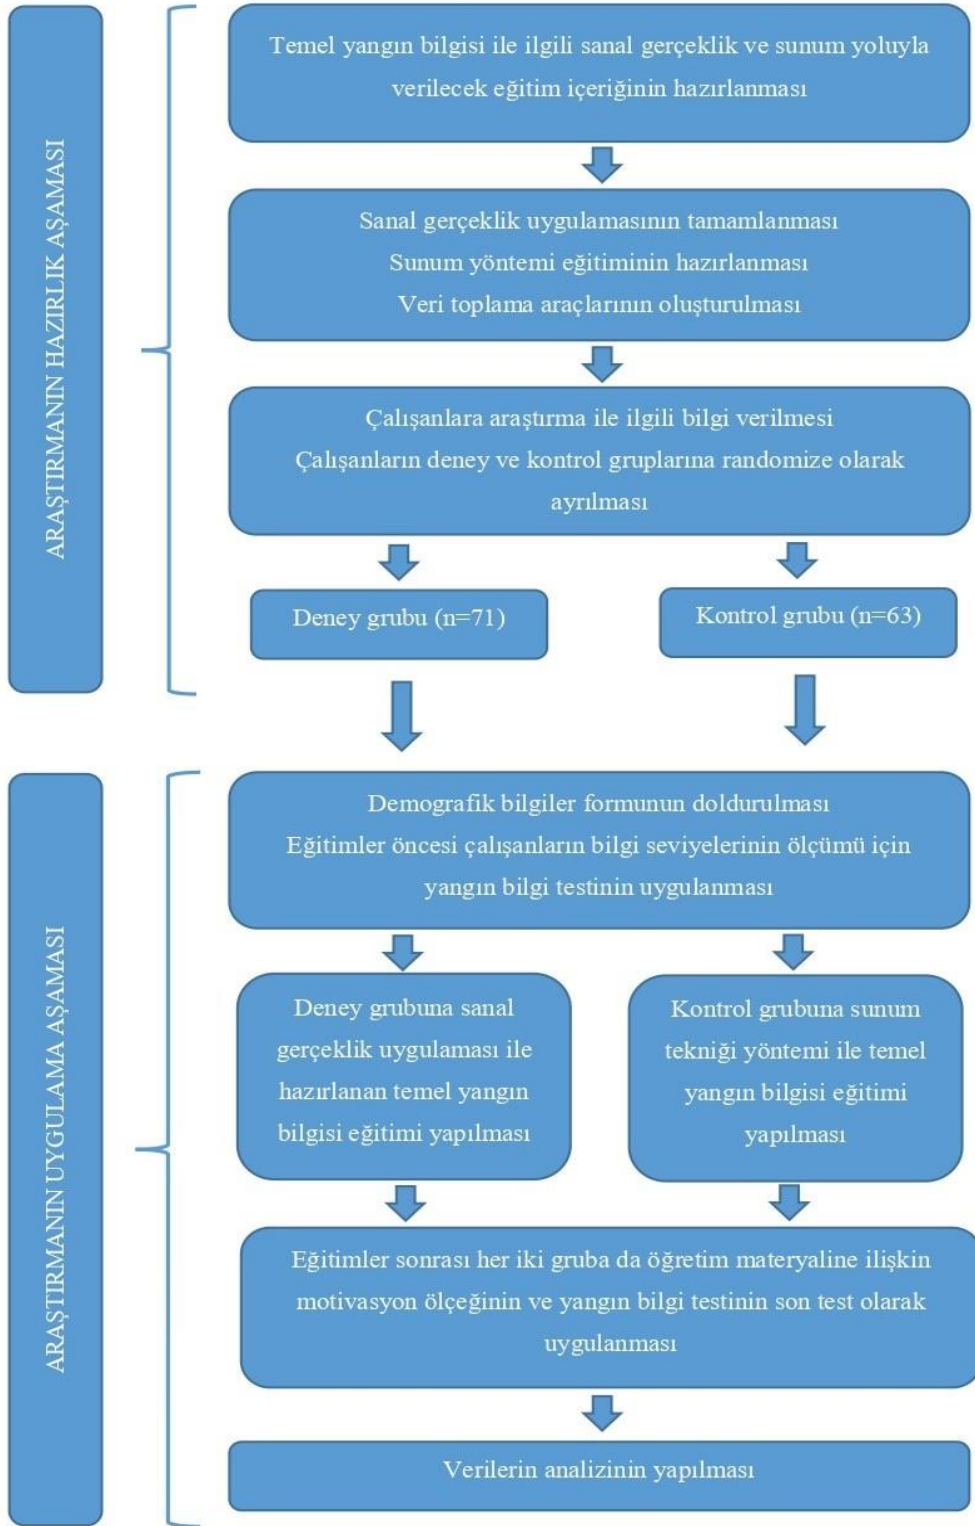 ARAŞTIRMANIN HAZIRLIK AŞAMASI
Temel yangın bilgisi ile ilgili sanal gerçeklik ve sunum yoluyla
verilecek eğitim içeriğinin hazırlanması
Sanal gerçeklik uygulamasının tamamlanması
Sunum yöntemi eğitiminin hazırlanması
Veri toplama araçlarının oluşturulması
Çalışanlara araştırma ile ilgili bilgi verilmesi
Çalışanların deney ve kontrol gruplarına randomize olarak
ayrılması
Deney grubu (n=71)
Kontrol grubu (n=63)
ARAŞTIRMANIN UYGULAMA AŞAMASI
Demografik bilgiler formunun doldurulması
Eğitimler öncesi çalışanların bilgi seviyelerinin ölçümü için
yangın bilgi testinin uygulanması
Deney grubuna sanal
gerçeklik uygulaması ile
hazırlanan temel yangın
bilgisi eğitimi yapılması
Kontrol grubuna sunum
tekniği yöntemi ile temel
yangın bilgisi eğitimi
yapılması
Eğitimler sonrası her iki gruba da öğretim materyaline ilişkin
motivasyon ölçeğinin ve yangın bilgi testinin son test olarak
uygulanması
Verilerin analizinin yapılması